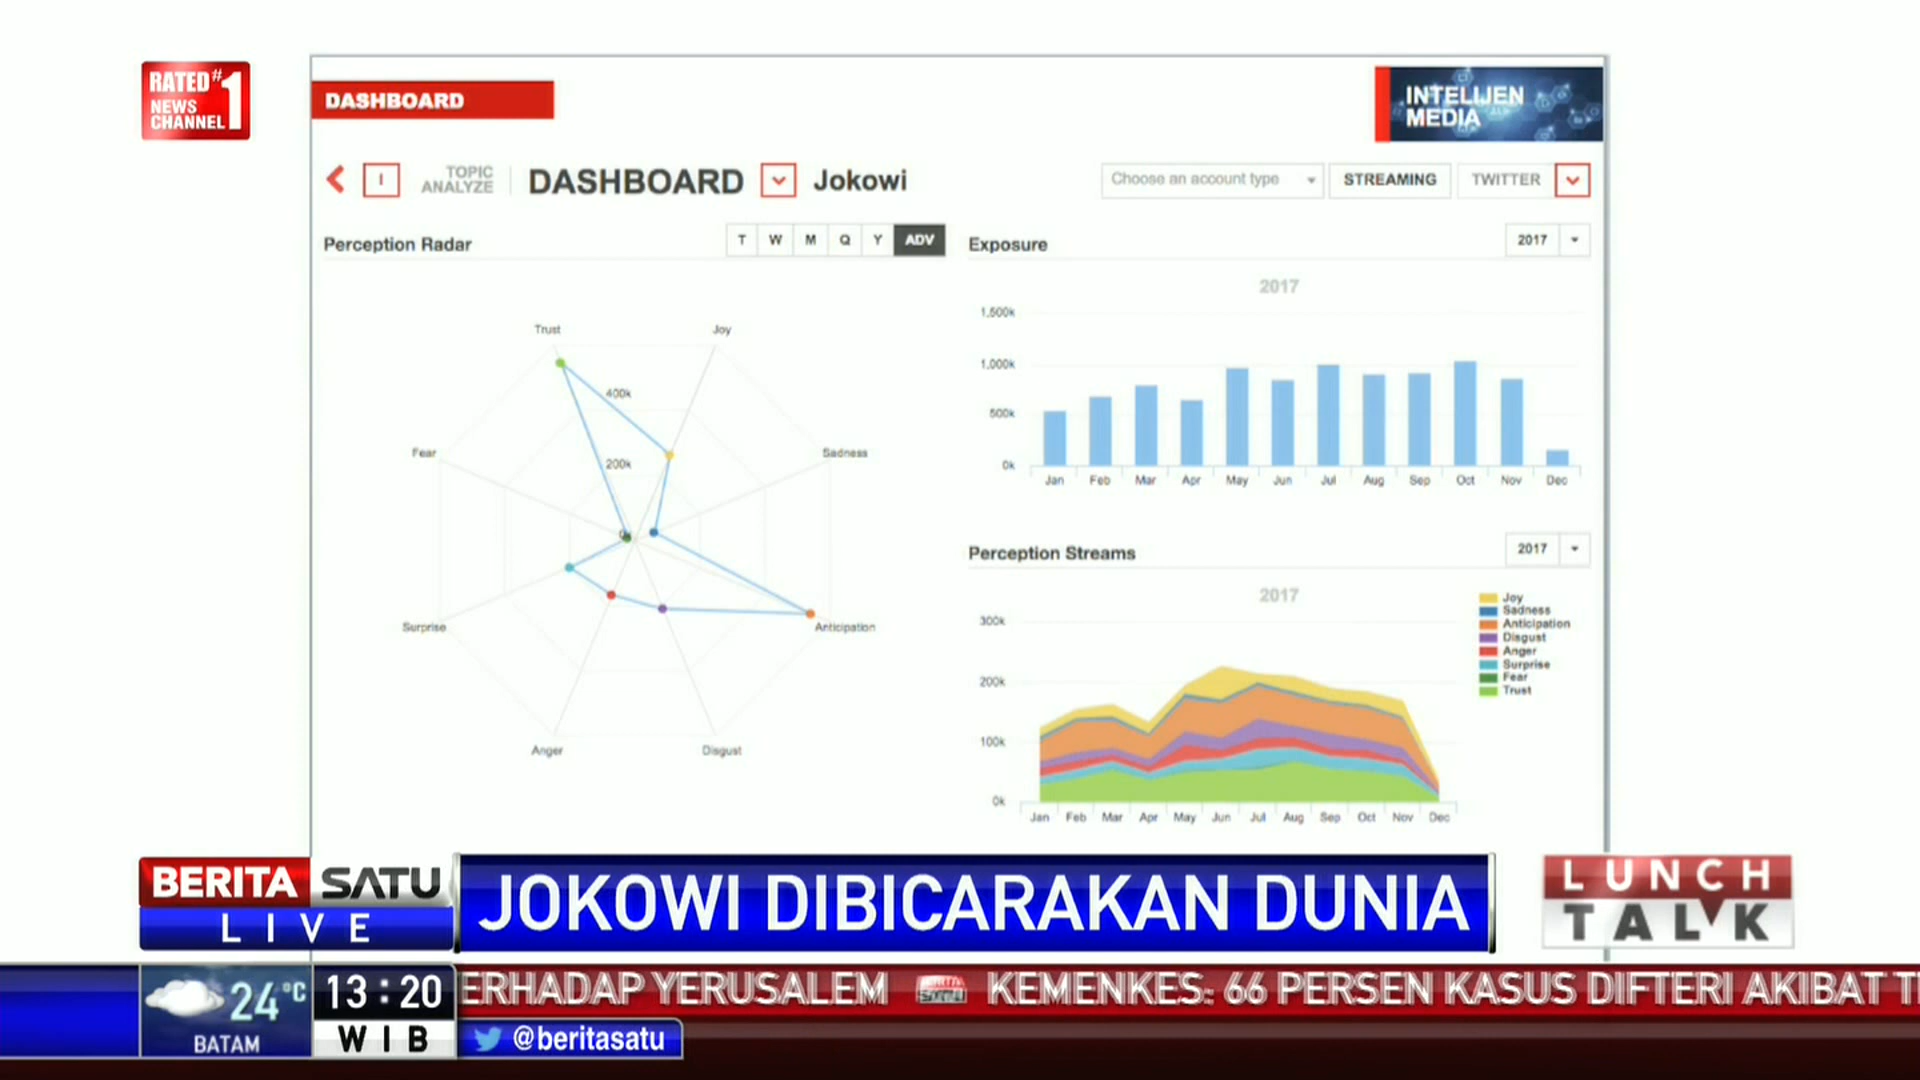 RATED #1
NEWS
CHANNEL
DASHBOARD
INTELIJEN
MEDIA
I
TOPIC
ANALYZE
DASHBOARD
Jokowi
Choose an account type
STREAMING
TWITTER
Perception Radar
T W M Q Y ADV
Trust
Joy
400k
Fear
200k
Sadness
Surprise
Anticipation
Anger
Disgust
Exposure
2017
2017
1,500k
1,000k
500k
0k
Jan Feb Mar Apr May Jun Jul Aug Sep Oct Nov Dec
Perception Streams
2017
2017
300k
200k
100k
0k
Jan Feb Mar Apr May Jun Jul Aug Sep Oct Nov Dec
Joy
Sadness
Anticipation
Disgust
Anger
Surprise
Fear
Trust
BERITA SATU
LIVE
JOKOWI DIBICARAKAN DUNIA
LUNCH
TALK
24°C
BATAM
13:20
WIB
ERHADAP YERUSALEM
KEMENKES: 66 PERSEN KASUS DIFTERI AKIBAT
@beritasatu